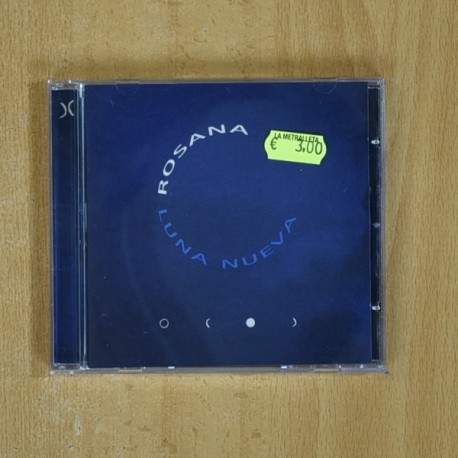 ROSANA
LUNA NUEVA
LA METRALLETA
€ 3,00